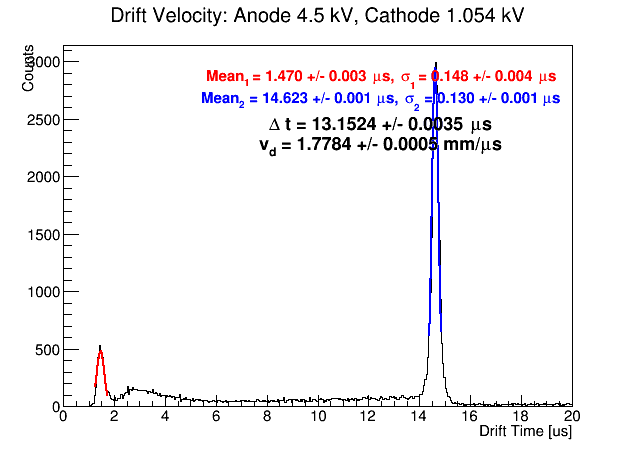 Drift Velocity: Anode 4.5 kV, Cathode 1.054 kV
Counts
3000
2500
2000
1500
1000
500
0
Mean1 = 1.470 +/- 0.003 μs, σ1 = 0.148 +/- 0.004 μs
Mean2 = 14.623 +/- 0.001 μs, σ2 = 0.130 +/- 0.001 μs
Δ t = 13.1524 +/- 0.0035 μs
vd = 1.7784 +/- 0.0005 mm/μs
0 2 4 6 8 10 12 14 16 18 20
Drift Time [us]